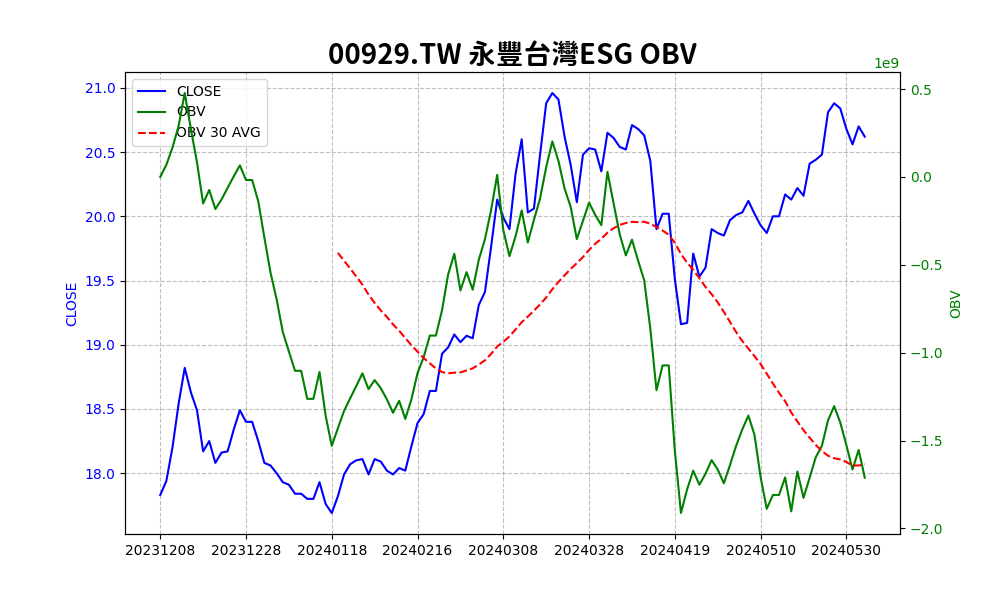 00929.TW 永豐台灣ESG OBV
1e9
CLOSE
OBV
OBV 30 AVG
21.0
20.5
20.0
19.5
19.0
18.5
18.0
CLOSE
0.5
0.0
−0.5
−1.0
−1.5
−2.0
OBV
20231208 20231228 20240118 20240216 20240308 20240328 20240419 20240510 20240530